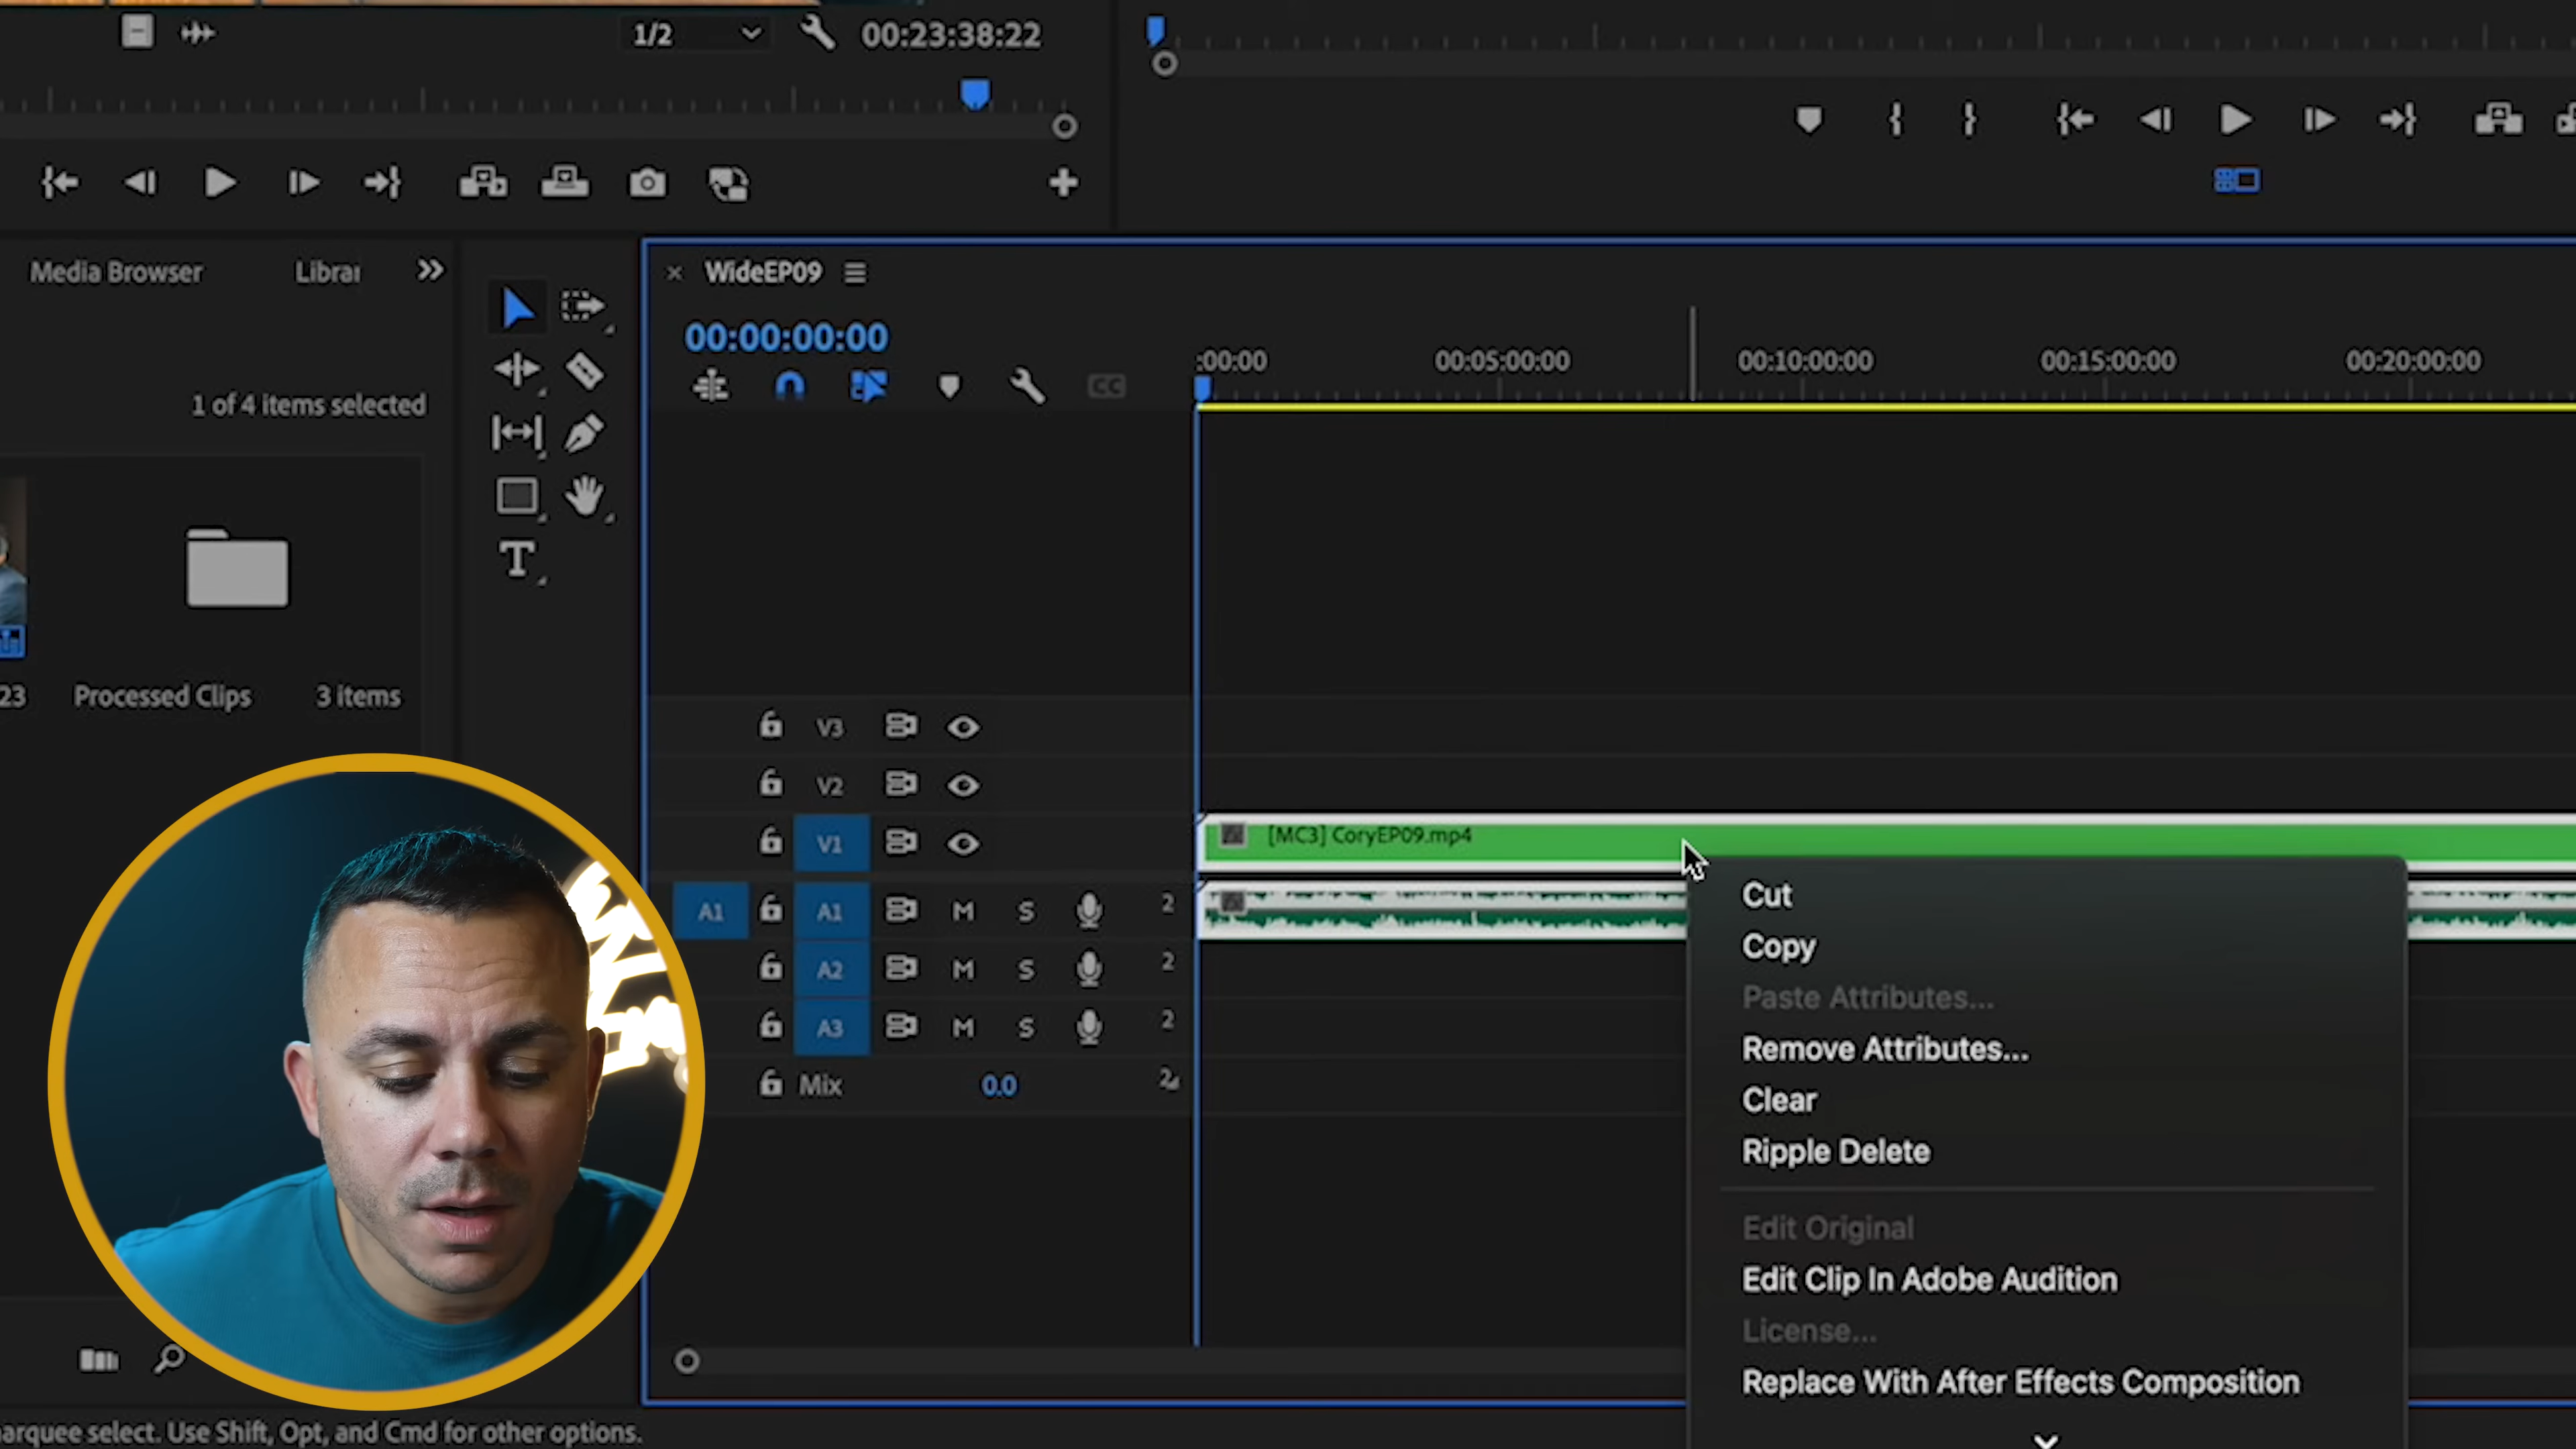 1/2
00:23:38:22
Media Browser
Librar
1 of 4 items selected
23
Processed Clips
3 items
WideEP09
00:00:00:00
CC
:00:00
00:05:00:00
00:10:00:00
00:15:00:00
00:20:00:00
V3
V2
V1
[MC3] CoryEP09.mp4
A1 A1 M S 2
A2 M S 2
A3 M S 2
Mix 0.0 2
Cut
Copy
Paste Attributes...
Remove Attributes...
Clear
Ripple Delete
Edit Original
Edit Clip In Adobe Audition
License...
Replace With After Effects Composition
arquee select. Use Shift, Opt, and Cmd for other options.